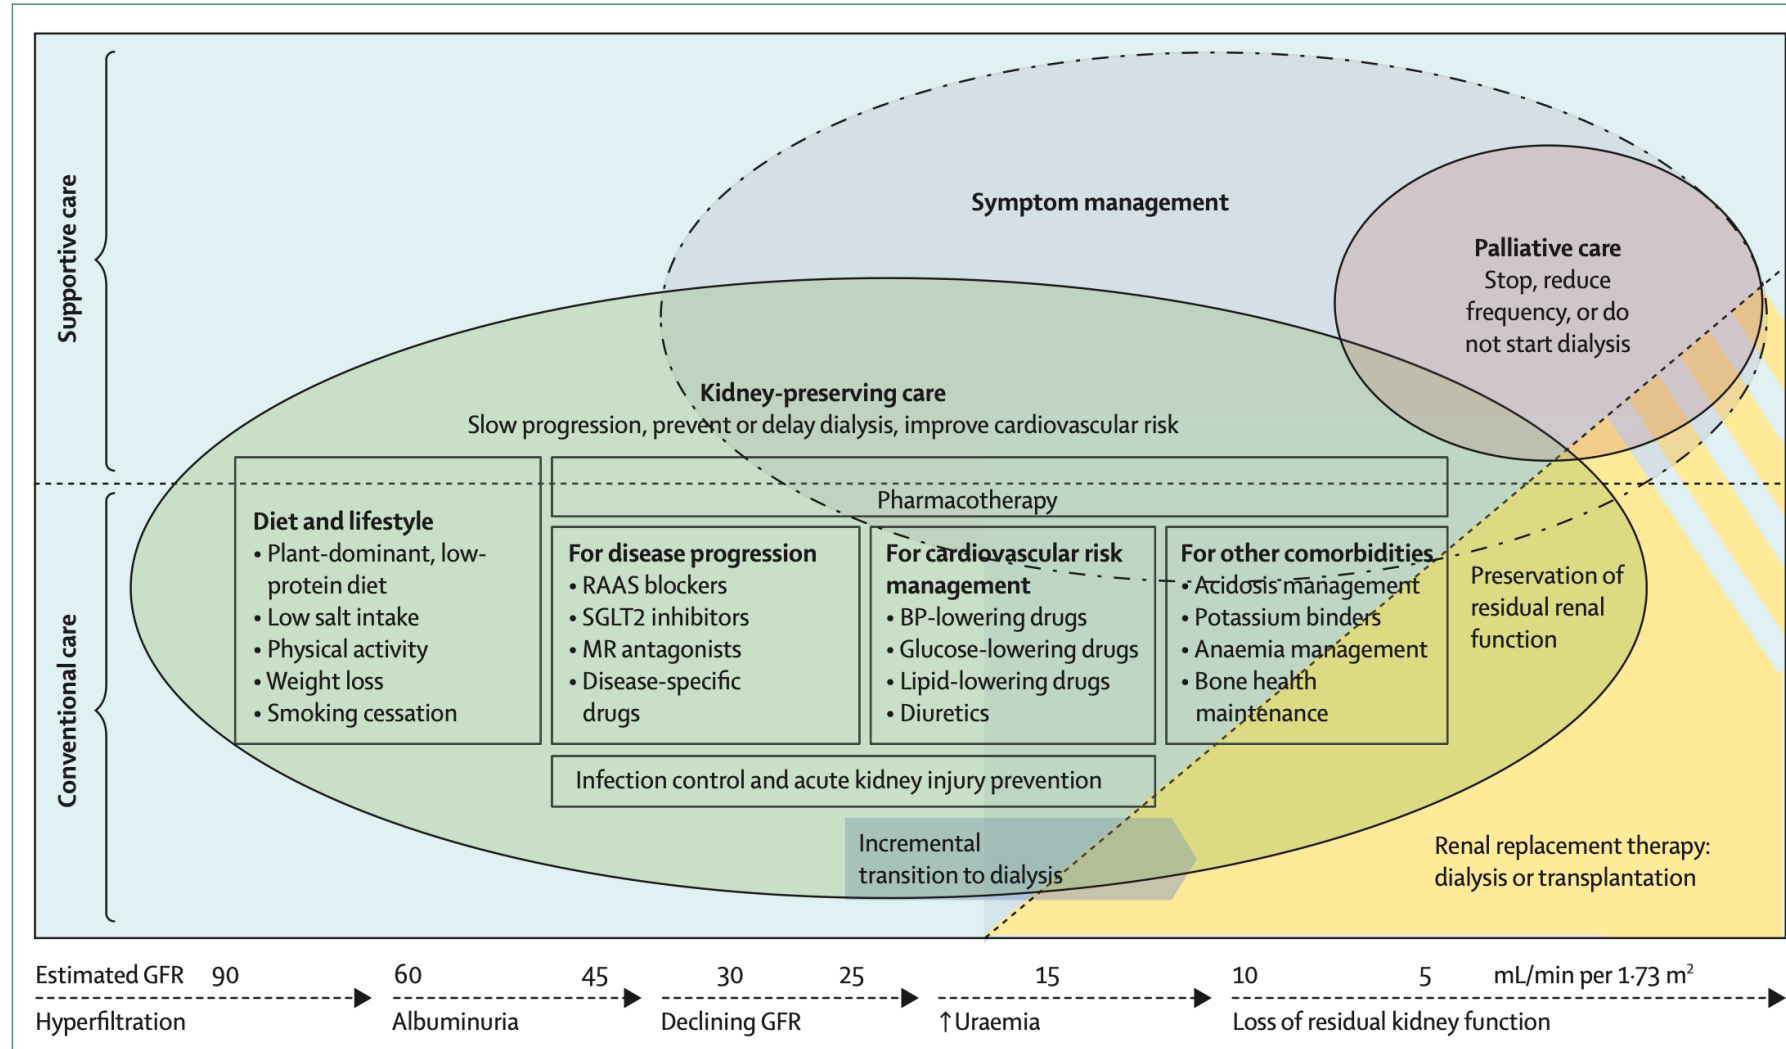 Supportive care
Conventional care
Symptom management
Palliative care
Stop, reduce
frequency, or do
not start dialysis
Kidney-preserving care
Slow progression, prevent or delay dialysis, improve cardiovascular risk
Pharmacotherapy
Diet and lifestyle
• Plant-dominant, low-
protein diet
• Low salt intake
• Physical activity
• Weight loss
• Smoking cessation
For disease progression
• RAAS blockers
• SGLT2 inhibitors
• MR antagonists
• Disease-specific
drugs
For cardiovascular risk
management
• BP-lowering drugs
• Glucose-lowering drugs
• Lipid-lowering drugs
• Diuretics
For other comorbidities
• Acidosis management
• Potassium binders
• Anaemia management
• Bone health
maintenance
Preservation of
residual renal
function
Infection control and acute kidney injury prevention
Incremental
transition to dialysis
Renal replacement therapy:
dialysis or transplantation
Estimated GFR 90 60 45 30 25 15 10 5 mL/min per 1·73 m²
Hyperfiltration Albuminuria Declining GFR ↑Uraemia Loss of residual kidney function